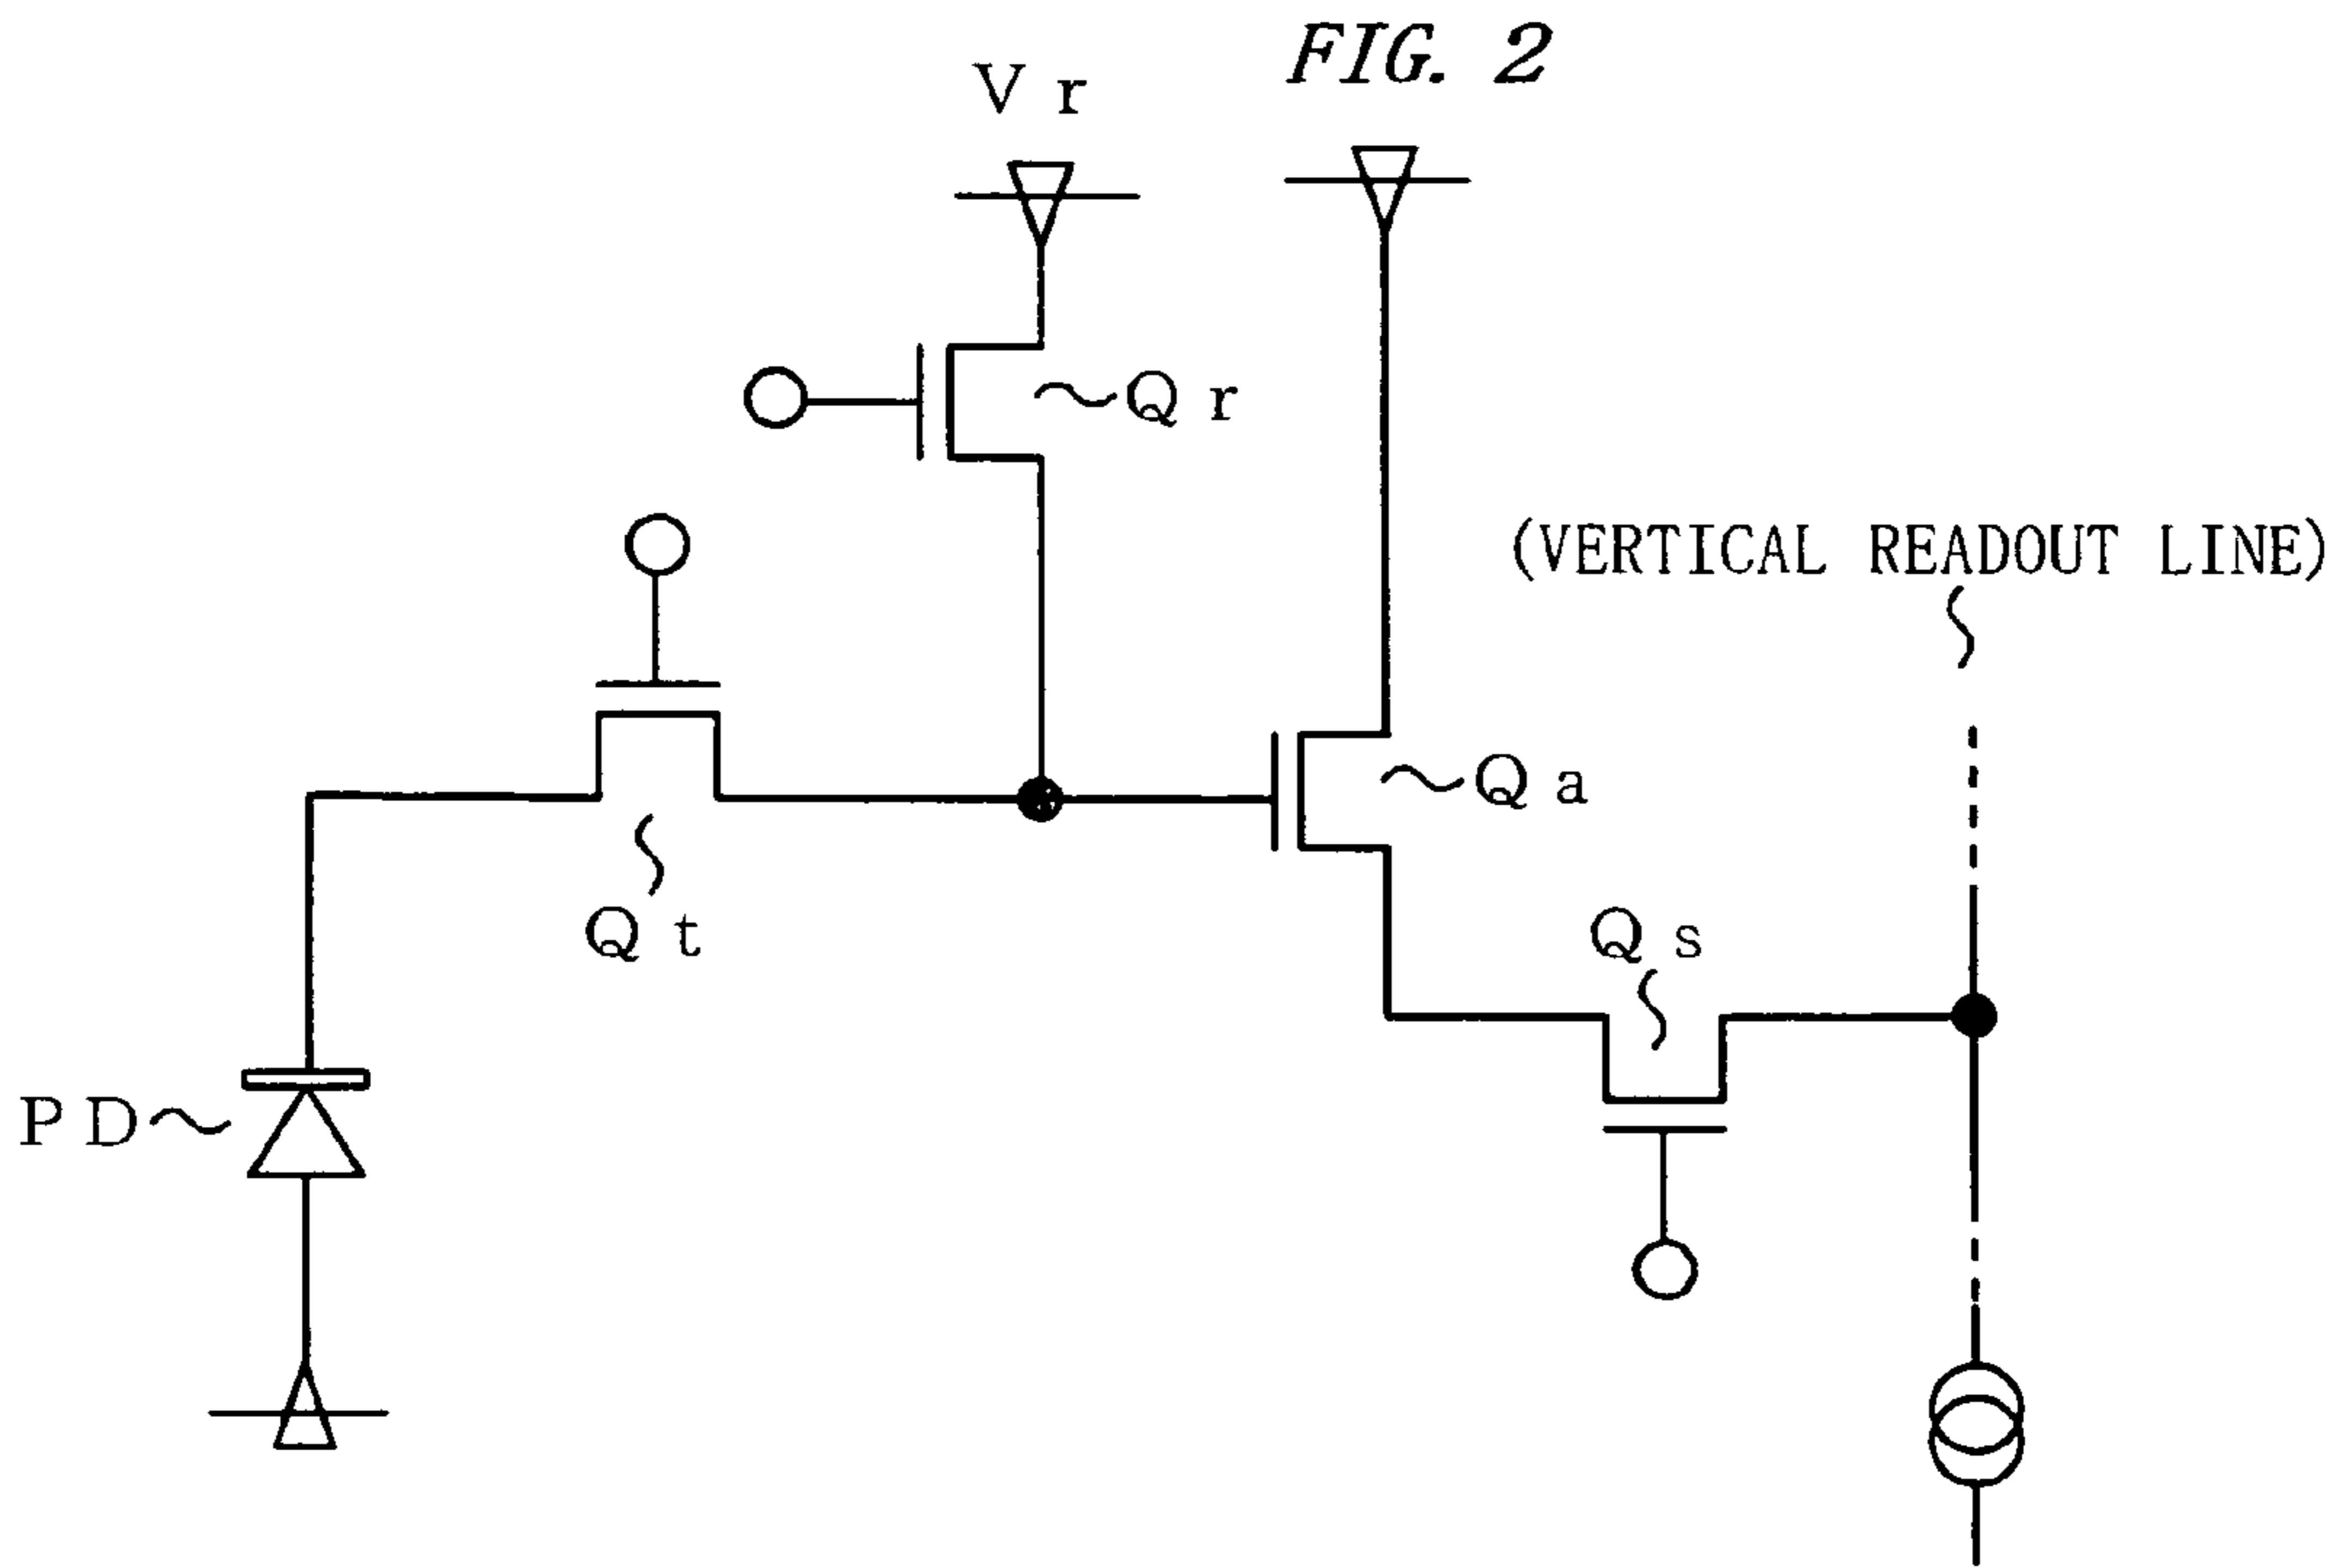 FIG. 2
V r
Q r
(VERTICAL READOUT LINE)
Q a
Q t
Q s
P D